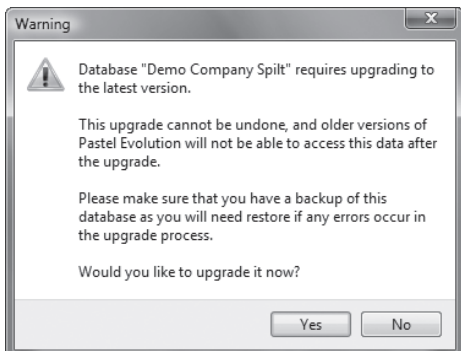 Warning
X
Database "Demo Company Spilt" requires upgrading to
the latest version.
This upgrade cannot be undone, and older versions of
Pastel Evolution will not be able to access this data after
the upgrade.
Please make sure that you have a backup of this
database as you will need restore if any errors occur in
the upgrade process.
Would you like to upgrade it now?
Yes
No